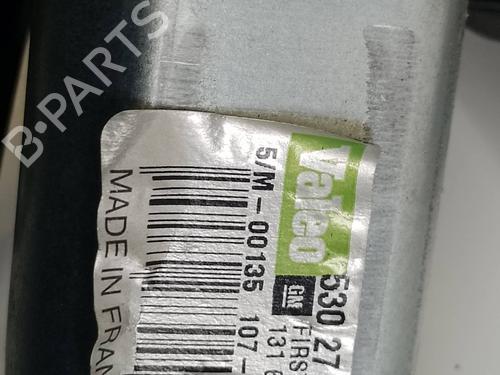 B-PARTS
Valeo
530 27
GM
FIRS
131 6
5/M-00135 107-
MADE IN FRAN